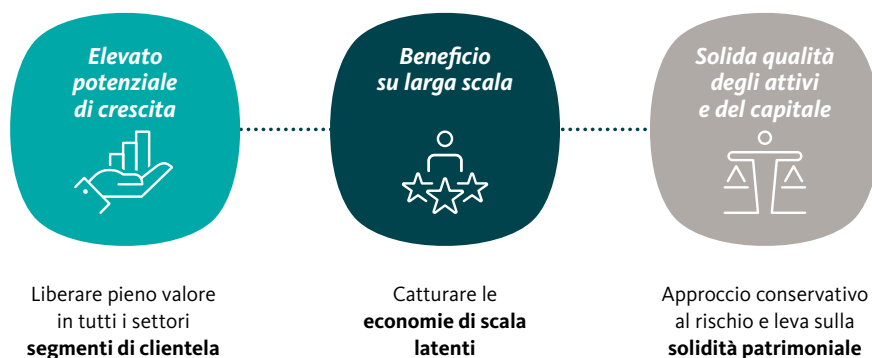 Elevato
potenziale
di crescita
Beneficio
su larga scala
Solida qualità
degli attivi
e del capitale
Liberare pieno valore
in tutti i settori
segmenti di clientela
Catturare le
economie di scala
latenti
Approccio conservativo
al rischio e leva sulla
solidità patrimoniale